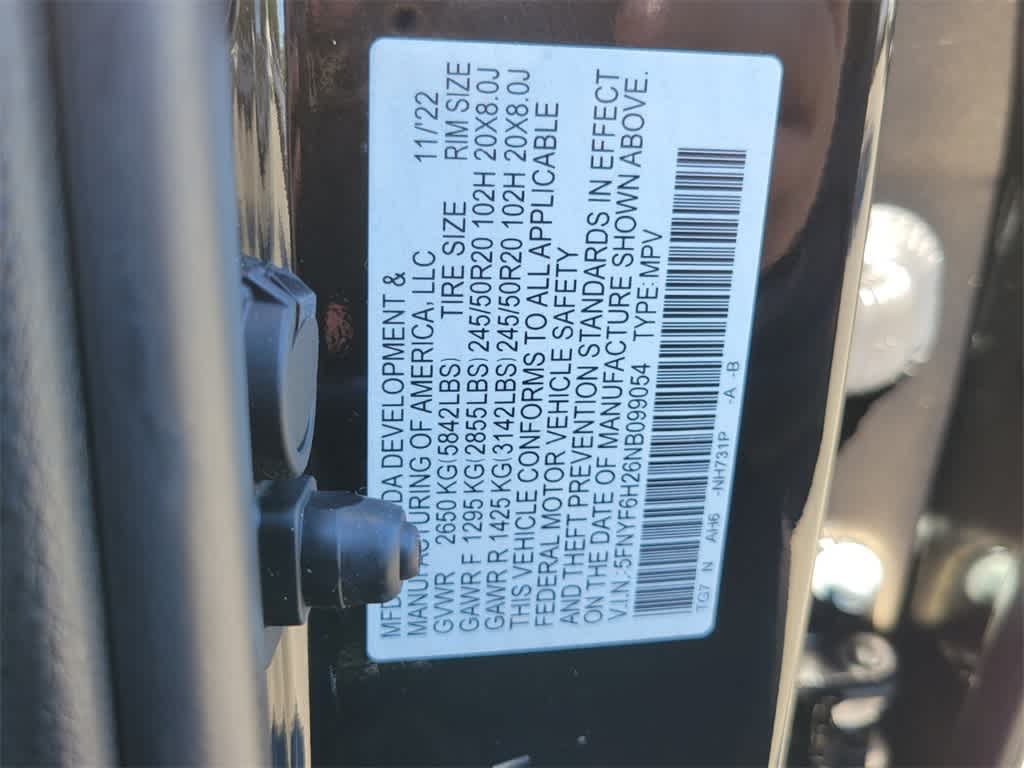 MFD NDA DEVELOPMENT &
MANUFACTURING OF AMERICA, LLC 11/22
GVWR 2650 KG(5842LBS) TIRE SIZE RIM SIZE
GAWR F 1295 KG(2855LBS) 245/50R20 102H 20X8.0J
GAWR R 1425 KG(3142LBS) 245/50R20 102H 20X8.0J
THIS VEHICLE CONFORMS TO ALL APPLICABLE
FEDERAL MOTOR VEHICLE SAFETY
AND THEFT PREVENTION STANDARDS IN EFFECT
ON THE DATE OF MANUFACTURE SHOWN ABOVE.
V.I.N.:5FNYF6H26NB099054 TYPE:MPV
TG7 N AH6 -NH731P -A -B